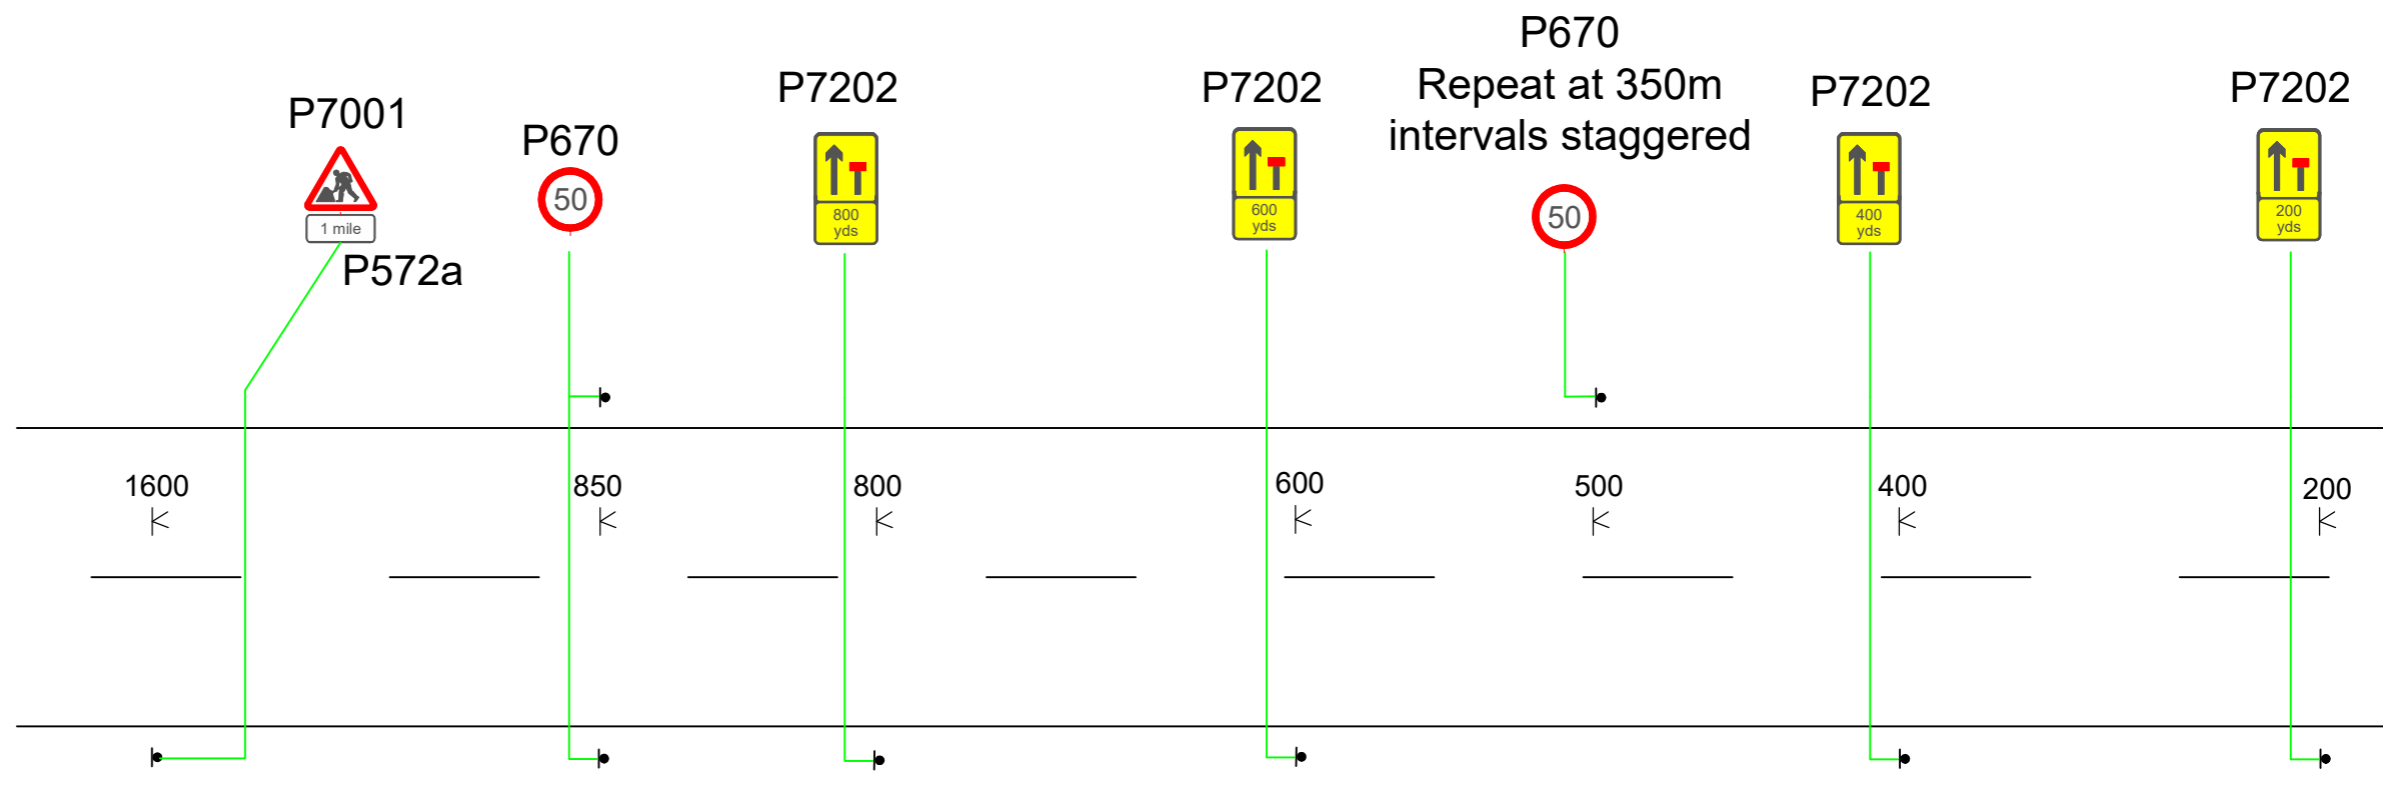 P7001
1 mile
P572a
P670
50
P7202
800
yds
P7202
600
yds
P670
Repeat at 350m
intervals staggered
50
P7202
400
yds
P7202
200
yds
1600
850
800
600
500
400
200